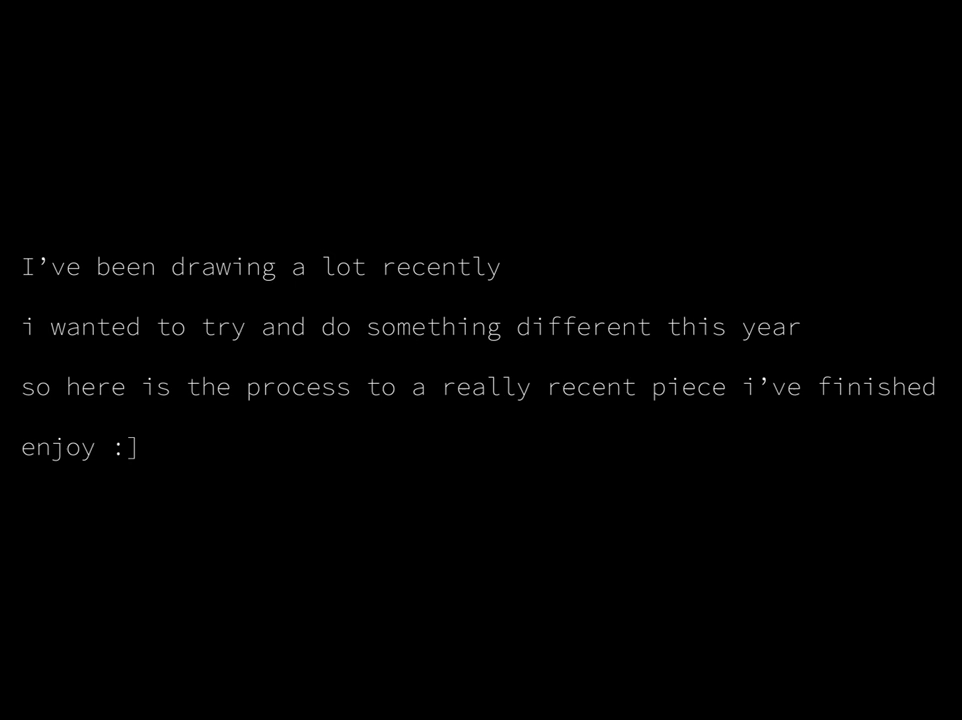 I’ve been drawing a lot recently
i wanted to try and do something different this year
so here is the process to a really recent piece i’ve finished
enjoy :]